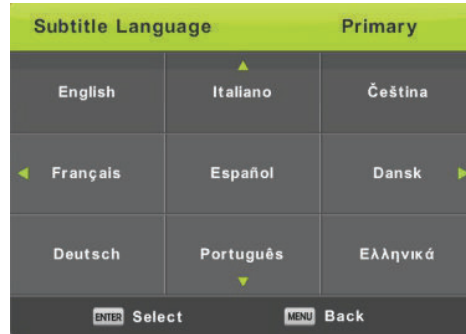 Subtitle Language Primary
English Italiano Čeština
Français Español Dansk
Deutsch Português Ελληνικά
ENTER Select MENU Back